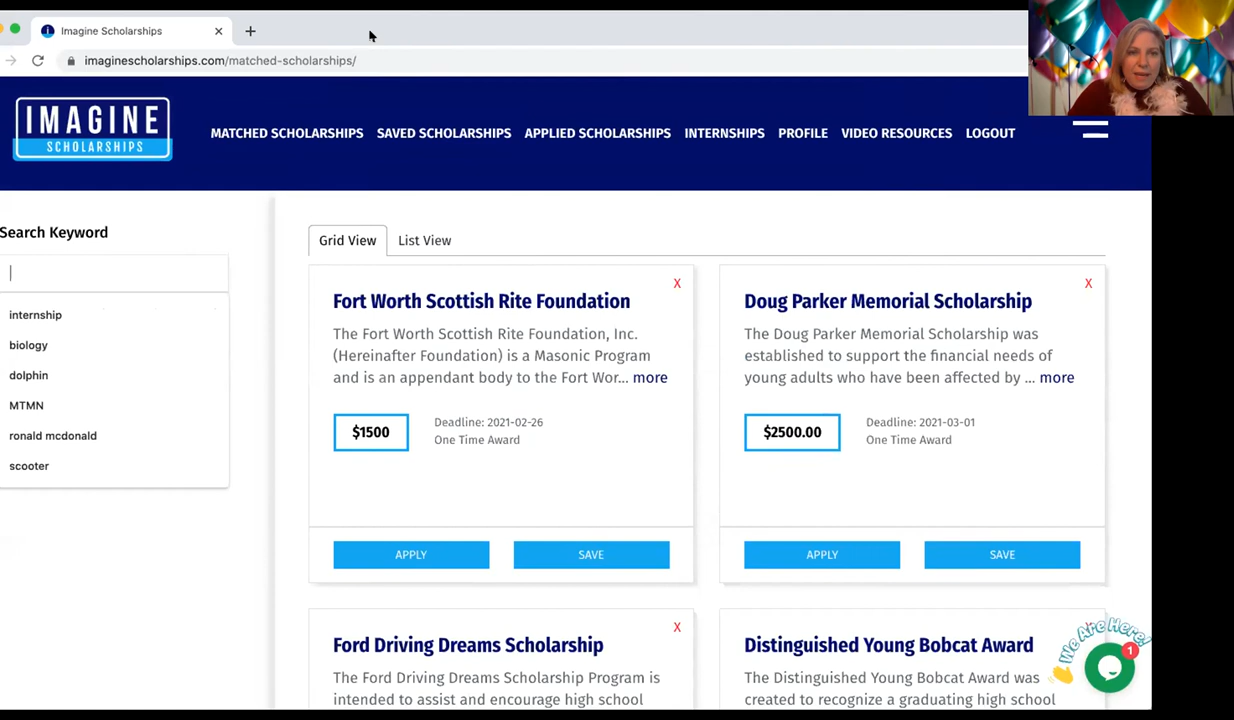 Imagine Scholarships
imaginescholarships.com/matched-scholarships/
IMAGINE
SCHOLARSHIPS
MATCHED SCHOLARSHIPS SAVED SCHOLARSHIPS APPLIED SCHOLARSHIPS INTERNSHIPS PROFILE VIDEO RESOURCES LOGOUT
Search Keyword
internship
biology
dolphin
MTMN
ronald mcdonald
scooter
Grid View List View
X
Fort Worth Scottish Rite Foundation
The Fort Worth Scottish Rite Foundation, Inc.
(Hereinafter Foundation) is a Masonic Program
and is an appendant body to the Fort Wor... more
$1500
Deadline: 2021-02-26
One Time Award
APPLY SAVE
X
Doug Parker Memorial Scholarship
The Doug Parker Memorial Scholarship was
established to support the financial needs of
young adults who have been affected by ... more
$2500.00
Deadline: 2021-03-01
One Time Award
APPLY SAVE
X
Ford Driving Dreams Scholarship
The Ford Driving Dreams Scholarship Program is
intended to assist and encourage high school
Distinguished Young Bobcat Award
The Distinguished Young Bobcat Award was
created to recognize a graduating high school
We Are Here!
1